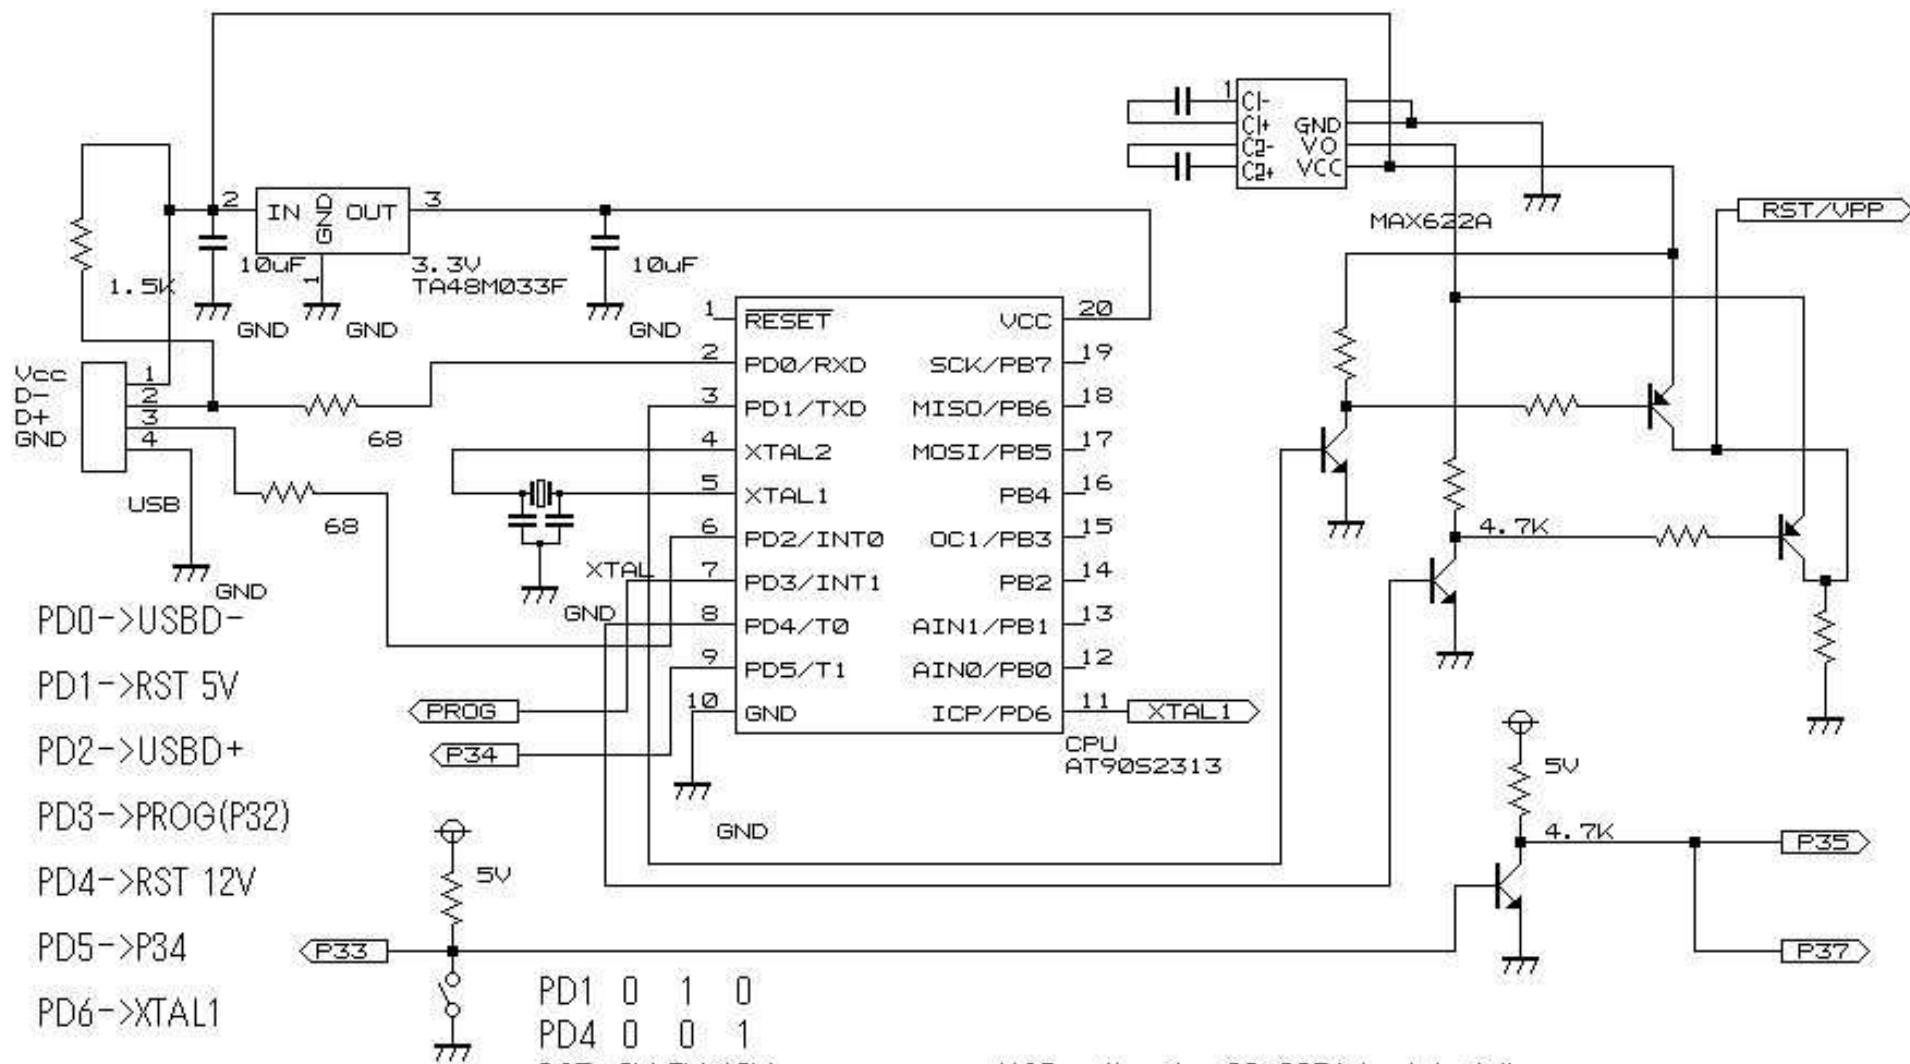 1 C1-
C1+ GND
C2- VO
C2+ VCC
MAX622A
RST/VPP
2 IN GND OUT 3
1
10uF
3.3V
TA48M033F
10uF
1.5K
GND
GND
GND
Vcc 1
D- 2
D+ 3
GND 4
USB
68
68
GND
XTAL
GND
1 RESET VCC 20
2 PD0/RXD SCK/PB7 19
3 PD1/TXD MISO/PB6 18
4 XTAL2 MOSI/PB5 17
5 XTAL1 PB4 16
6 PD2/INT0 OC1/PB3 15
7 PD3/INT1 PB2 14
8 PD4/T0 AIN1/PB1 13
9 PD5/T1 AIN0/PB0 12
10 GND ICP/PD6 11
XTAL1
CPU
AT90S2313
PROG
P34
GND
4.7K
5V
4.7K
P35
P37
5V
P33
PD0->USBD-
PD1->RST 5V
PD2->USBD+
PD3->PROG(P32)
PD4->RST 12V
PD5->P34
PD6->XTAL1
PD1 0 1 0
PD4 0 0 1